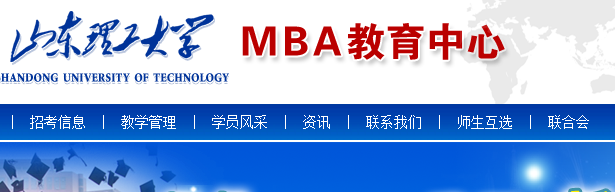 山东理工大学 MBA教育中心
SHANDONG UNIVERSITY OF TECHNOLOGY
| 招考信息 | 教学管理 | 学员风采 | 资讯 | 联系我们 | 师生互选 | 联合会